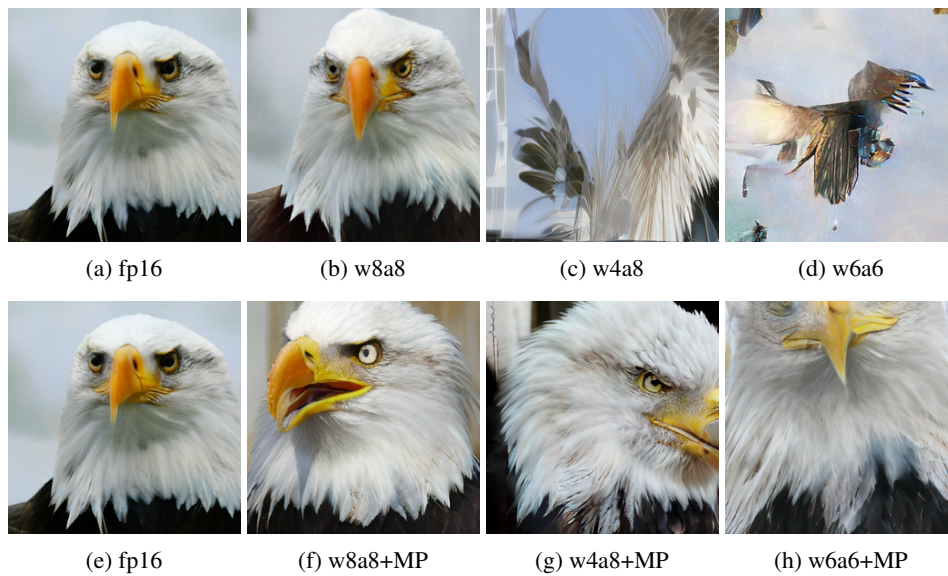 (a) fp16
(b) w8a8
(c) w4a8
(d) w6a6
(e) fp16
(f) w8a8+MP
(g) w4a8+MP
(h) w6a6+MP